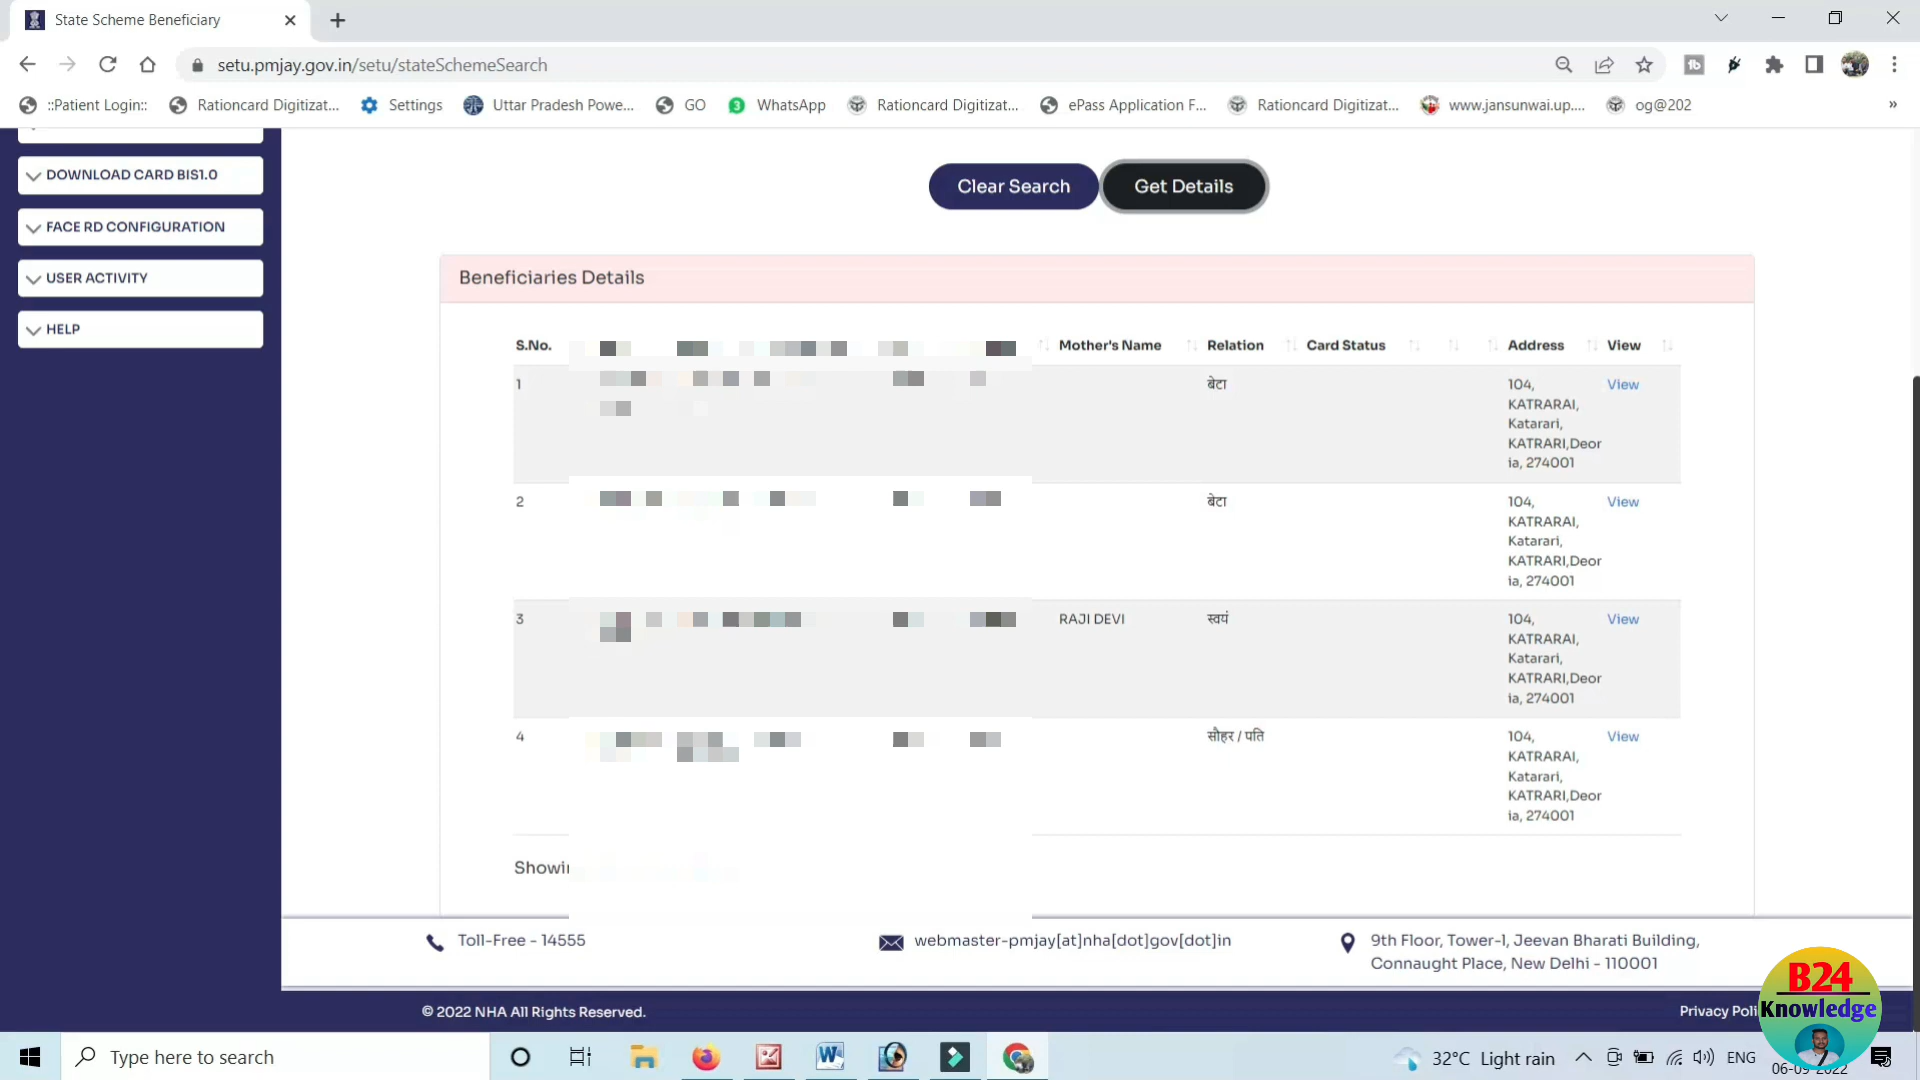 State Scheme Beneficiary
setu.pmjay.gov.in/setu/stateSchemeSearch
::Patient Login:: Rationcard Digitizat... Settings Uttar Pradesh Powe... GO WhatsApp Rationcard Digitizat... ePass Application F... Rationcard Digitizat... www.jansunwai.up.... og@202 »
DOWNLOAD CARD BIS1.0
FACE RD CONFIGURATION
USER ACTIVITY
HELP
Clear Search Get Details
Beneficiaries Details
S.No. Mother's Name Relation Card Status Address View
1 बेटा 104, View
KATRARAI,
Katarari,
KATRARI,Deor
ia, 274001
2 बेटा 104, View
KATRARAI,
Katarari,
KATRARI,Deor
ia, 274001
3 RAJI DEVI स्वयं 104, View
KATRARAI,
Katarari,
KATRARI,Deor
ia, 274001
4 सौहर / पति 104, View
KATRARAI,
Katarari,
KATRARI,Deor
ia, 274001
Toll-Free - 14555 webmaster-pmjay[at]nha[dot]gov[dot]in 9th Floor, Tower-I, Jeevan Bharati Building,
Connaught Place, New Delhi - 110001
© 2022 NHA All Rights Reserved. Privacy
B24
Knowledge
Type here to search 32°C Light rain ENG
06-09-2022